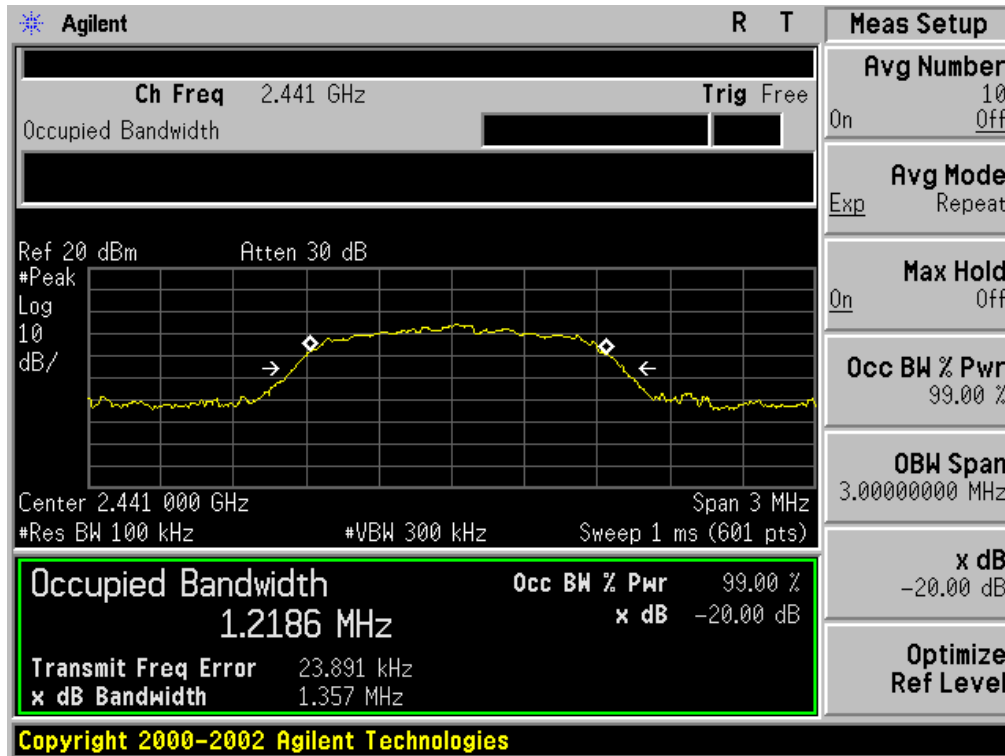 Agilent R T
Ch Freq 2.441 GHz Trig Free
Occupied Bandwidth
Ref 20 dBm Atten 30 dB
#Peak
Log
10
dB/
Center 2.441 000 GHz Span 3 MHz
#Res BW 100 kHz #VBW 300 kHz Sweep 1 ms (601 pts)
Occupied Bandwidth
1.2186 MHz
Occ BW % Pwr 99.00 %
x dB -20.00 dB
Transmit Freq Error 23.891 kHz
x dB Bandwidth 1.357 MHz
Copyright 2000-2002 Agilent Technologies
Meas Setup
Avg Number
10
On Off
Avg Mode
Exp Repeat
Max Hold
On Off
Occ BW % Pwr
99.00 %
OBW Span
3.00000000 MHz
x dB
-20.00 dB
Optimize
Ref Level